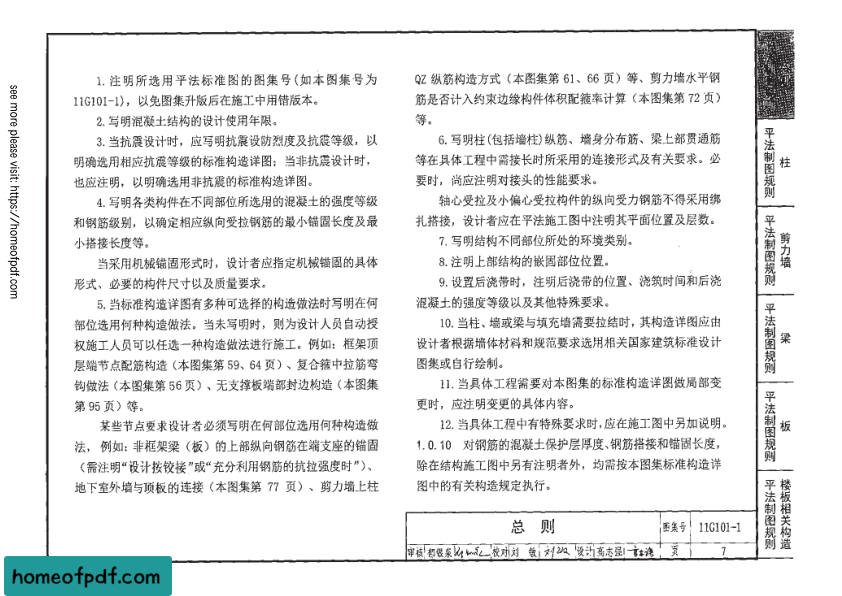 1. 注明所选用平法标准图的图集号(如本图集号为
11G101-1)，以免图集升版后在施工中用错版本。
2. 写明混凝土结构的设计使用年限。
3. 当抗震设计时，应写明抗震设防烈度及抗震等级，以
明确选用相应抗震等级的标准构造详图；当非抗震设计时，
也应注明，以明确选用非抗震的标准构造详图。
4. 写明各类构件在不同部位所选用的混凝土的强度等级
和钢筋级别，以确定相应纵向受拉钢筋的最小锚固长度及最
小搭接长度等。
当采用机械锚固形式时，设计者应指定机械锚固的具体
形式、必要的构件尺寸以及质量要求。
5. 当标准构造详图有多种可选择的构造做法时写明在何
部位选用何种构造做法。当未写明时，则为设计人员自动授
权施工人员可以任选一种构造做法进行施工。例如：框架顶
层端节点配筋构造（本图集第59、64页）、复合箍中拉筋弯
钩做法（本图集第56页）、无支撑板端部封边构造（本图集
第95页）等。
某些节点要求设计者必须写明在何部位选用何种构造做
法，例如：非框架梁（板）的上部纵向钢筋在端支座的锚固
（需注明“设计按铰接”或“充分利用钢筋的抗拉强度时”）、
地下室外墙与顶板的连接（本图集第 77 页）、剪力墙上柱
QZ 纵筋构造方式（本图集第 61、66 页）等、剪力墙水平钢
筋是否计入约束边缘构件体积配箍率计算（本图集第72页）
等。
6. 写明柱(包括墙柱)纵筋、墙身分布筋、梁上部贯通筋
等在具体工程中需接长时所采用的连接形式及有关要求。必
要时，尚应注明对接头的性能要求。
轴心受拉及小偏心受拉构件的纵向受力钢筋不得采用绑
扎搭接，设计者应在平法施工图中注明其平面位置及层数。
7. 写明结构不同部位所处的环境类别。
8. 注明上部结构的嵌固部位位置。
9. 设置后浇带时，注明后浇带的位置、浇筑时间和后浇
混凝土的强度等级以及其他特殊要求。
10. 当柱、墙或梁与填充墙需要拉结时，其构造详图应由
设计者根据墙体材料和规范要求选用相关国家建筑标准设计
图集或自行绘制。
11. 当具体工程需要对本图集的标准构造详图做局部变
更时，应注明变更的具体内容。
12. 当具体工程中有特殊要求时，应在施工图中另加说明。
1.0.10 对钢筋的混凝土保护层厚度、钢筋搭接和锚固长度，
除在结构施工图中另有注明者外，均需按本图集标准构造详
图中的有关构造规定执行。
总 则
图集号
11G101-1
审核
校对 刘 敏
设计 高志强
页
7
柱
平法制图规则
剪力墙
平法制图规则
梁
平法制图规则
板
平法制图规则
楼板相关构造
平法制图规则
see more please visit: https://homeofpdf.com
homeofpdf.com